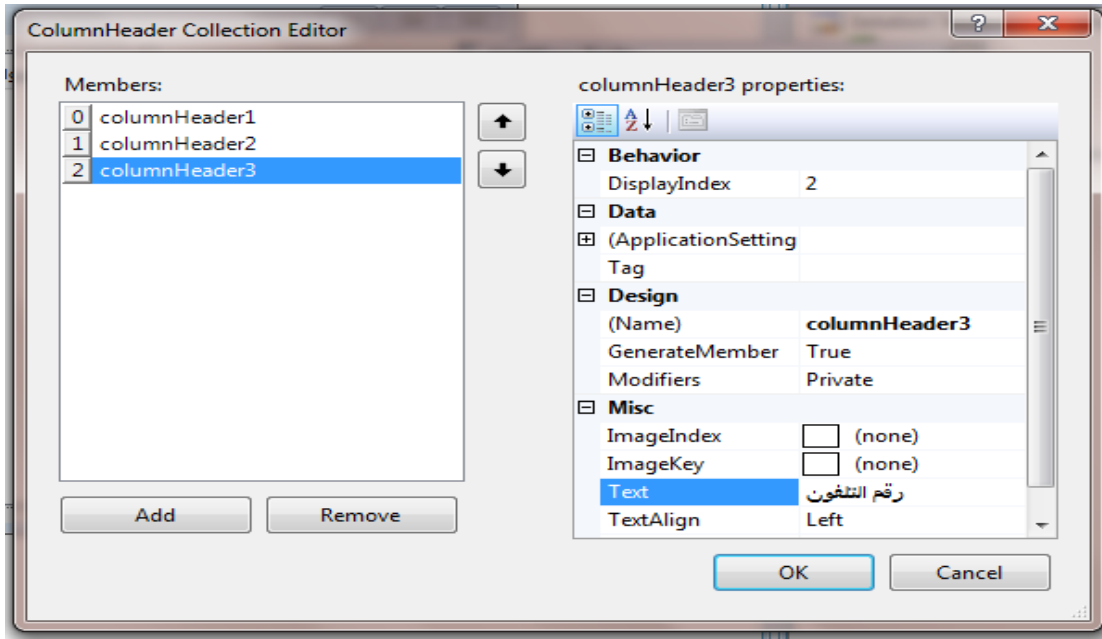 ColumnHeader Collection Editor
Members:
0 columnHeader1
1 columnHeader2
2 columnHeader3
Add Remove
columnHeader3 properties:
Behavior
DisplayIndex 2
Data
(ApplicationSetting
Tag
Design
(Name) columnHeader3
GenerateMember True
Modifiers Private
Misc
ImageIndex (none)
ImageKey (none)
Text رقم التلفون
TextAlign Left
OK Cancel